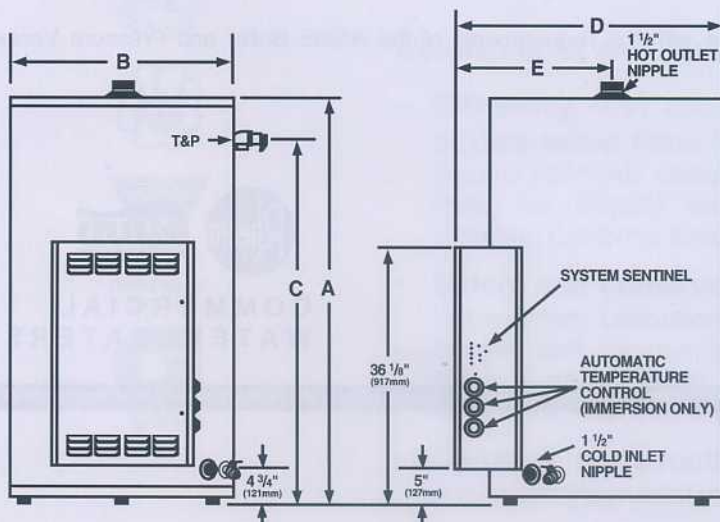 B
D
1 1/2"
HOT OUTLET
NIPPLE
E
T&P
C
A
SYSTEM SENTINEL
36 1/8"
(917mm)
AUTOMATIC
TEMPERATURE
CONTROL
(IMMERSION ONLY)
1 1/2"
COLD INLET
NIPPLE
4 3/4"
(121mm)
5"
(127mm)